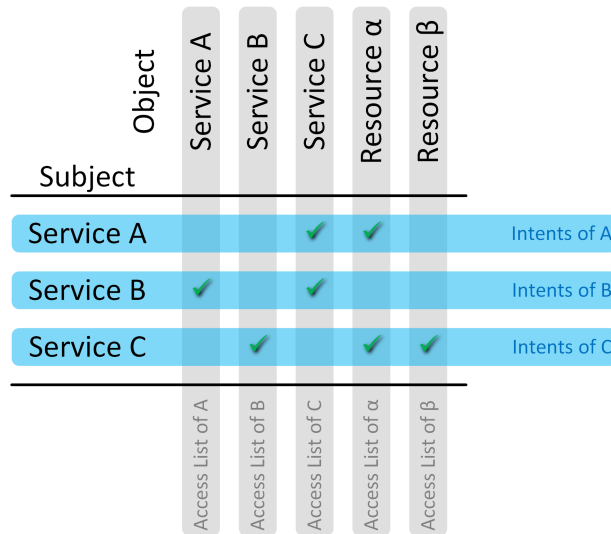 Object
Service A
Service B
Service C
Resource α
Resource β
Subject
Service A
Intents of A
Service B
Intents of B
Service C
Intents of C
Access List of A
Access List of B
Access List of C
Access List of α
Access List of β